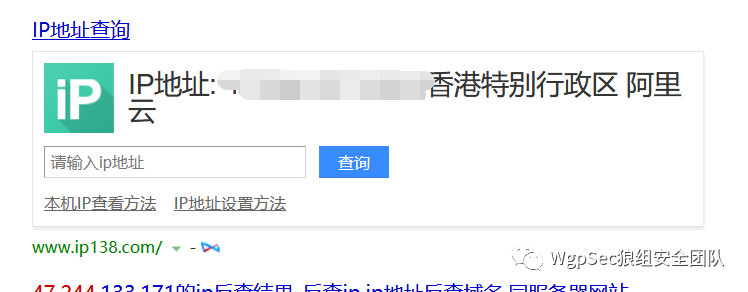 IP地址查询
iP
IP地址: 香港特别行政区 阿里
云
请输入ip地址
查询
本机IP查看方法 IP地址设置方法
www.ip138.com/ -
WgpSec狼组安全团队
47.244.133.171的ip反查结果_反查ip,ip地址反查域名,同服务器网站